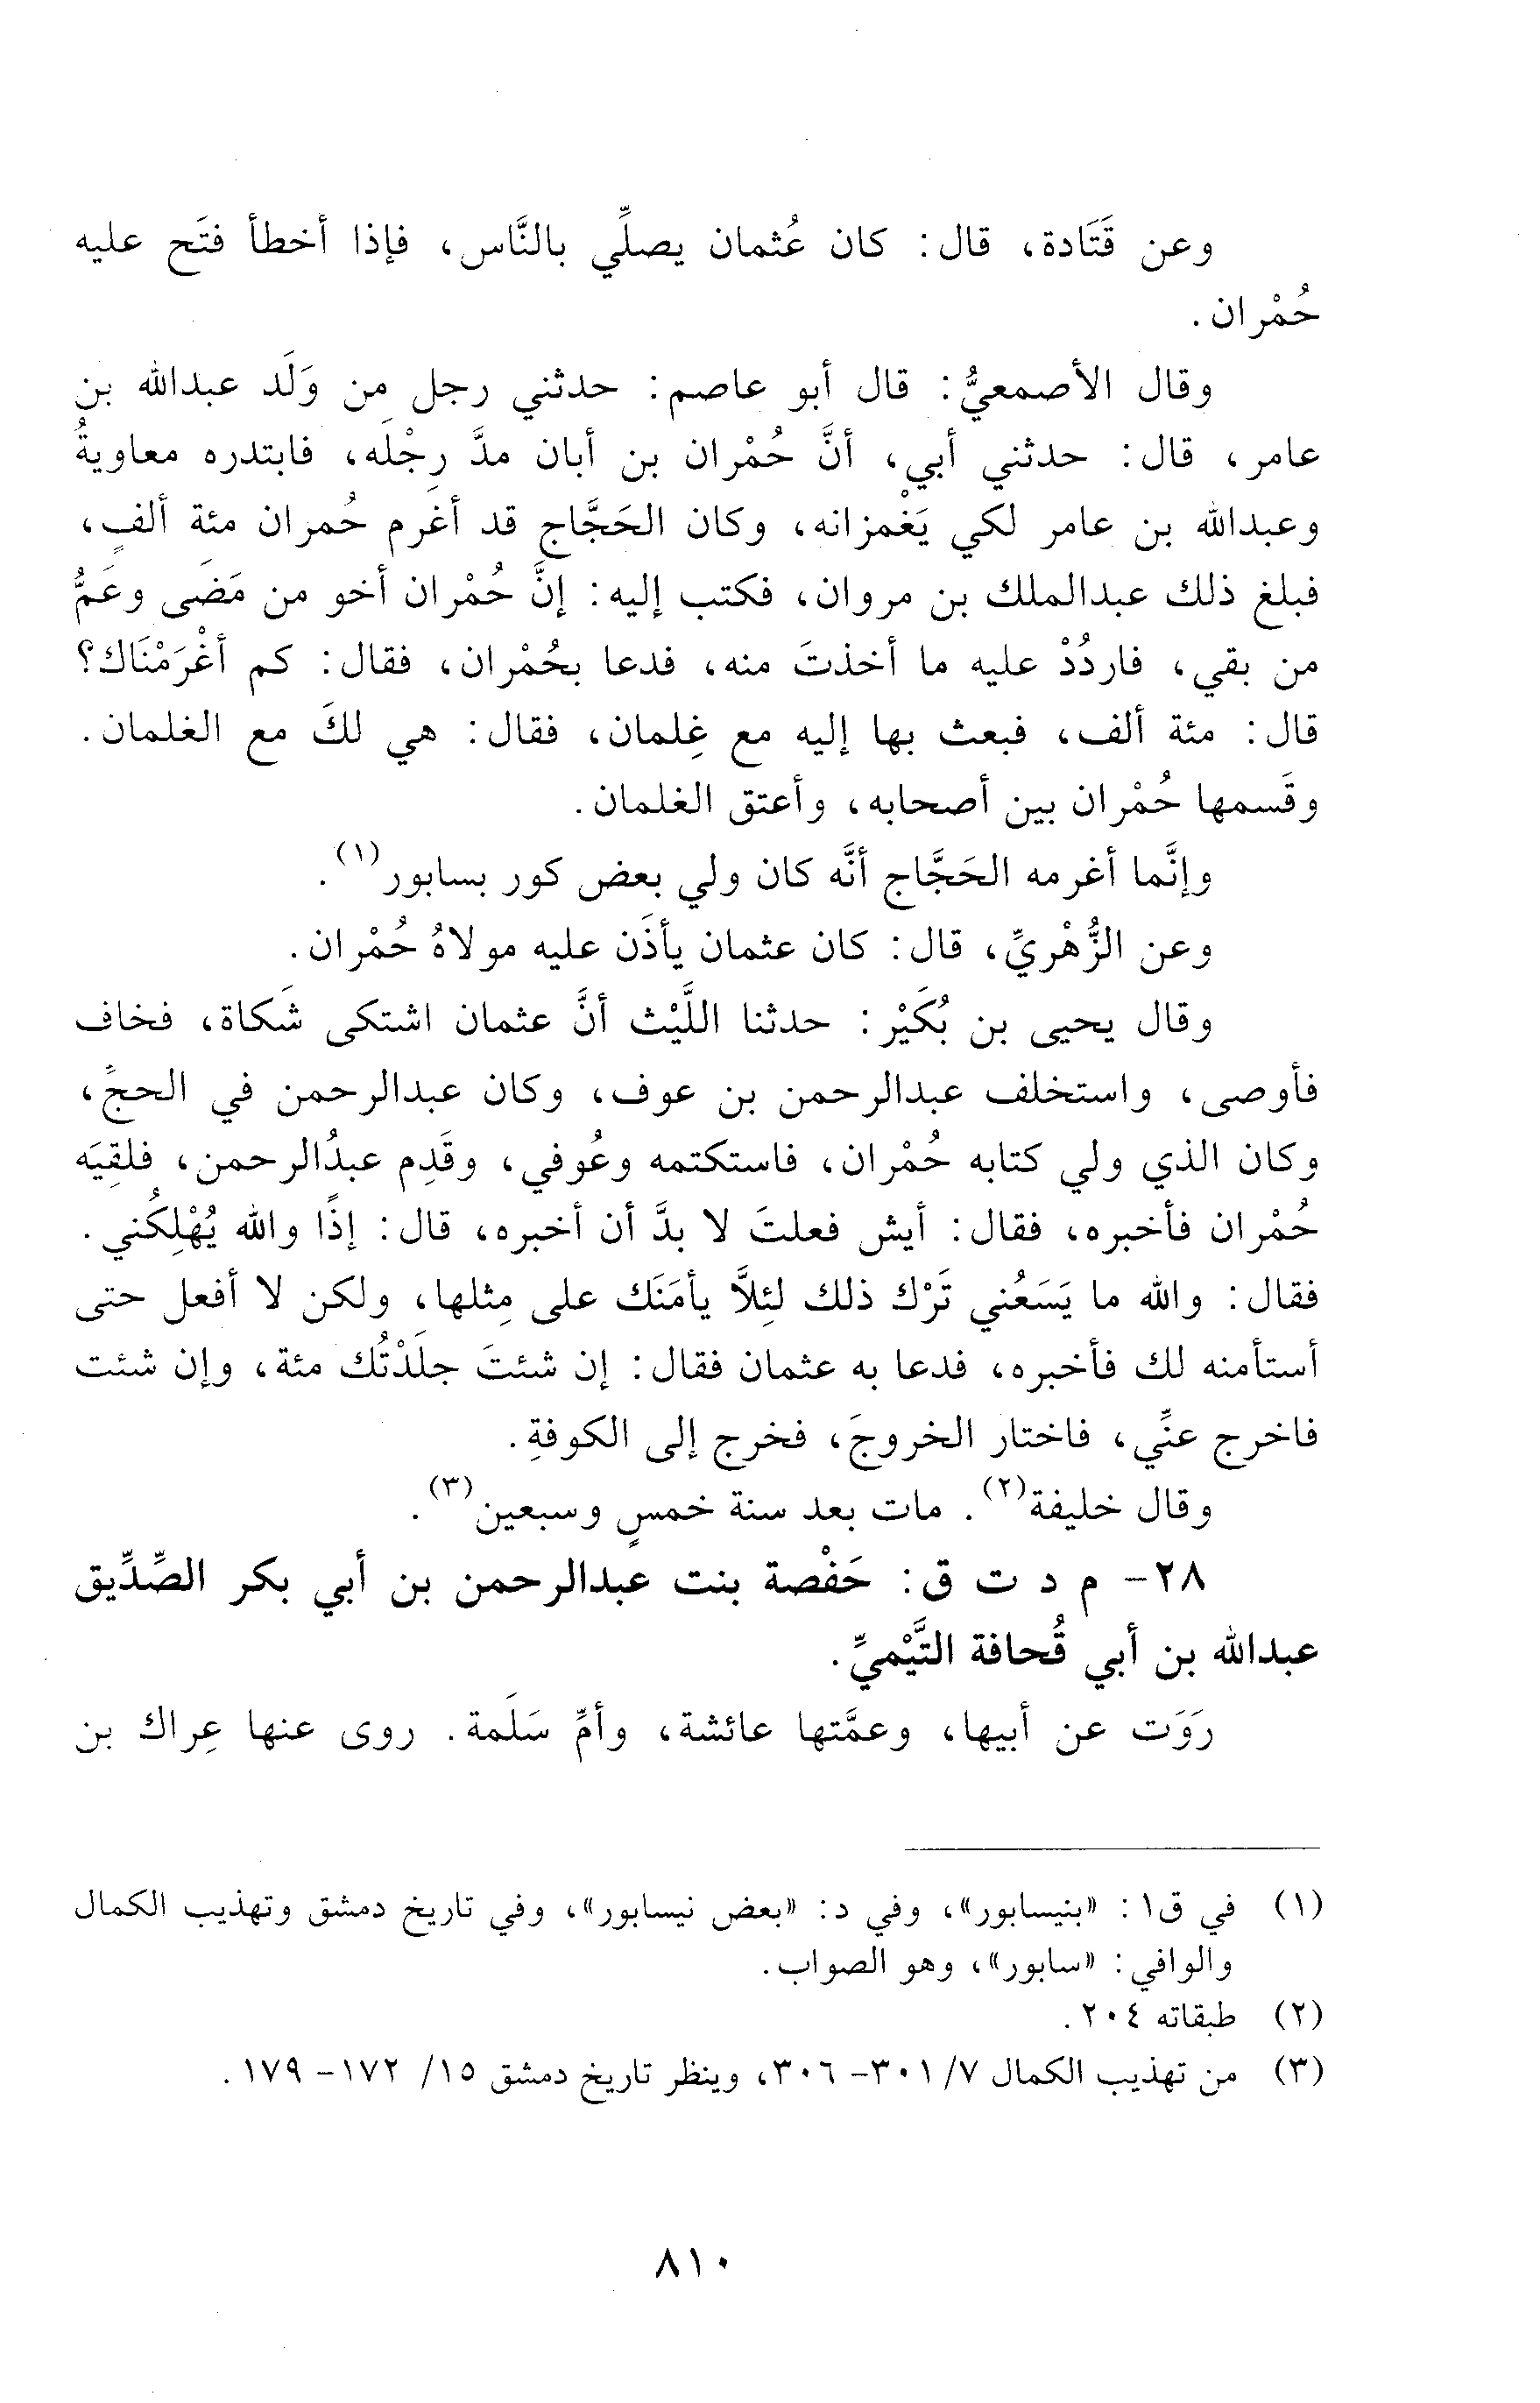 وعن قَتَادة، قال: كان عُثمان يصلِّي بالنَّاس، فإذا أخطأ فتَح عليه
حُمْران.
وقال الأصمعيُّ: قال أبو عاصم: حدثني رجل مِن وَلَد عبدالله بن
عامر، قال: حدثني أبي، أنَّ حُمْران بن أبان مدَّ رِجْلَه، فابتدره معاويةُ
وعبدالله بن عامر لكي يَغْمزانه، وكان الحَجَّاج قد أغرم حُمران مئة ألفٍ،
فبلغ ذلك عبدالملك بن مروان، فكتب إليه: إنَّ حُمْران أخو من مَضَى وعَمُّ
من بقي، فاردُدْ عليه ما أخذتَ منه، فدعا بحُمْران، فقال: كم أغْرَمْنَاك؟
قال: مئة ألف، فبعث بها إليه مع غِلمان، فقال: هي لكَ مع الغلمان.
وقَسمها حُمْران بين أصحابه، وأعتق الغلمان.
وإنَّما أغرمه الحَجَّاج أنَّه كان ولي بعض كور بسابور(١).
وعن الزُّهْريِّ، قال: كان عثمان يأذَن عليه مولاهُ حُمْران.
وقال يحيى بن بُكَيْر: حدثنا اللَّيْث أنَّ عثمان اشتكى شَكاة، فخاف
فأوصى، واستخلف عبدالرحمن بن عوف، وكان عبدالرحمن في الحجِّ،
وكان الذي ولي كتابه حُمْران، فاستكتمه وعُوفي، وقَدِم عبدُالرحمن، فلقِيَه
حُمْران فأخبره، فقال: أيش فعلتَ لا بدَّ أن أخبره، قال: إذًا والله يُهْلِكُني.
فقال: والله ما يَسَعُني تَرْك ذلك لئِلاَّ يأمَنَك على مِثلها، ولكن لا أفعل حتى
أستأمنه لك فأخبره، فدعا به عثمان فقال: إن شئتَ جلَدْتُك مئة، وإن شئت
فاخرج عنِّي، فاختار الخروجَ، فخرج إلى الكوفةِ.
وقال خليفة(٢). مات بعد سنة خمسٍ وسبعين(٣).
٢٨- م د ت ق: حَفْصة بنت عبدالرحمن بن أبي بكر الصِّدِّيق
عبدالله بن أبي قُحافة التَّيْميِّ.
رَوَت عن أبيها، وعمَّتها عائشة، وأمِّ سَلَمة. روى عنها عِراك بن
(١) في ق١: «بنيسابور»، وفي د: «بعض نيسابور»، وفي تاريخ دمشق وتهذيب الكمال
والوافي: «سابور»، وهو الصواب.
(٢) طبقاته ٢٠٤.
(٣) من تهذيب الكمال ٧/ ٣٠١- ٣٠٦، وينظر تاريخ دمشق ١٥/ ١٧٢- ١٧٩.
٨١٠